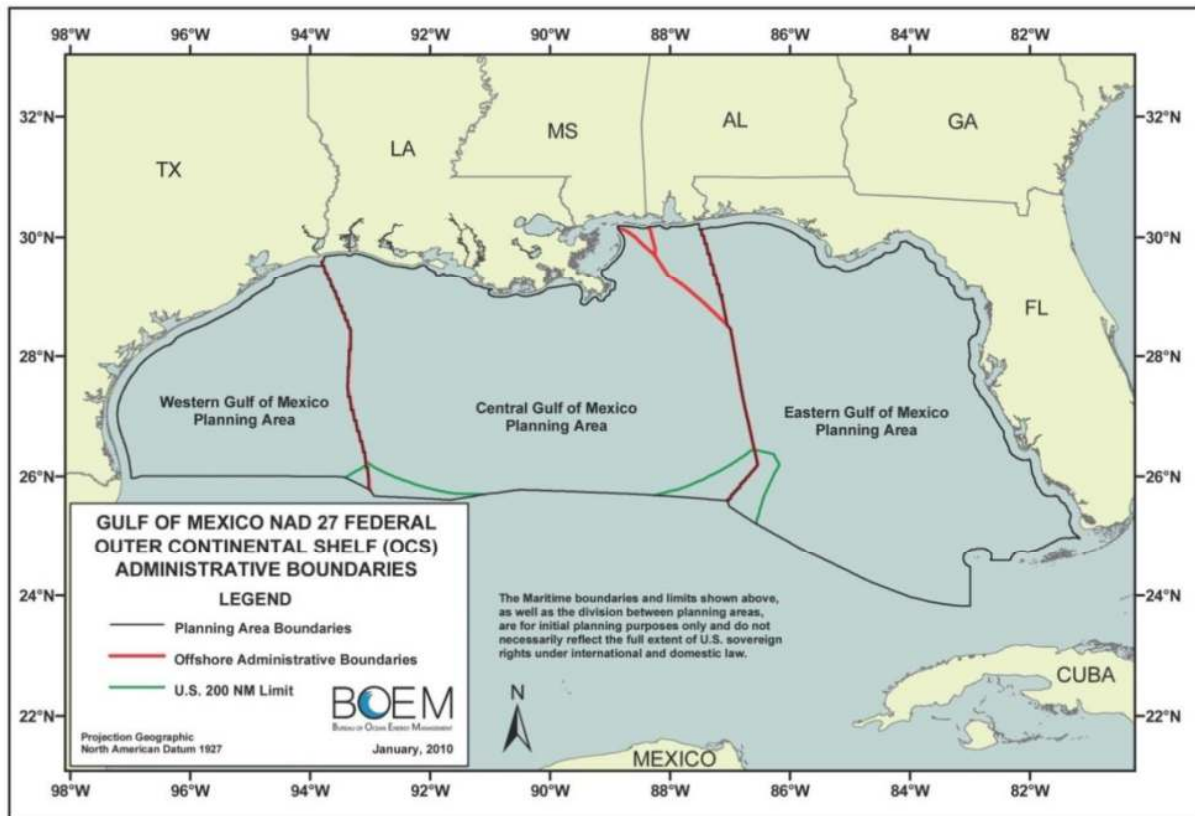 98°W 96°W 94°W 92°W 90°W 88°W 86°W 84°W 82°W
32°N 32°N
MS AL GA
LA
TX
30°N 30°N
FL
28°N 28°N
Western Gulf of Mexico
Planning Area
Central Gulf of Mexico
Planning Area
Eastern Gulf of Mexico
Planning Area
26°N 26°N
GULF OF MEXICO NAD 27 FEDERAL
OUTER CONTINENTAL SHELF (OCS)
ADMINISTRATIVE BOUNDARIES
LEGEND
Planning Area Boundaries
Offshore Administrative Boundaries
U.S. 200 NM Limit
BOEM
BUREAU OF OCEAN ENERGY MANAGEMENT
Projection Geographic
North American Datum 1927
January, 2010
24°N 24°N
The Maritime boundaries and limits shown above,
as well as the division between planning areas,
are for initial planning purposes only and do not
necessarily reflect the full extent of U.S. sovereign
rights under international and domestic law.
N
CUBA
22°N 22°N
MEXICO
98°W 96°W 94°W 92°W 90°W 88°W 86°W 84°W 82°W